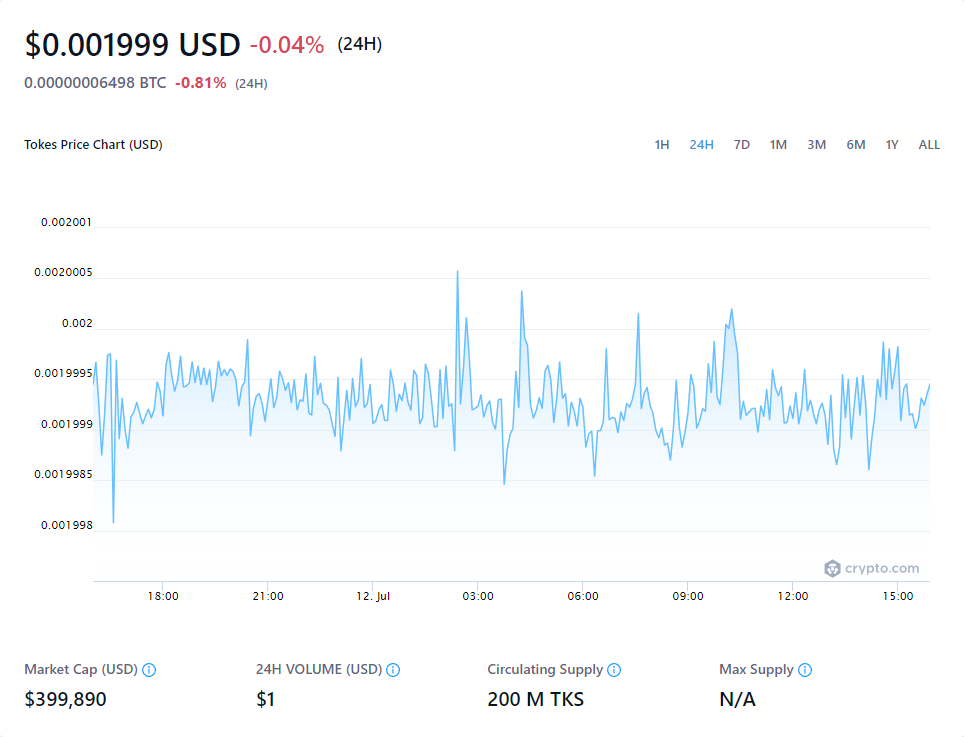 $0.001999 USD -0.04% (24H)
0.00000006498 BTC -0.81% (24H)
Tokes Price Chart (USD) 1H 24H 7D 1M 3M 6M 1Y ALL
0.002001
0.0020005
0.002
0.0019995
0.001999
0.0019985
0.001998
crypto.com
18:00 21:00 12. Jul 03:00 06:00 09:00 12:00 15:00
Market Cap (USD) 24H VOLUME (USD) Circulating Supply Max Supply
$399,890 $1 200 M TKS N/A